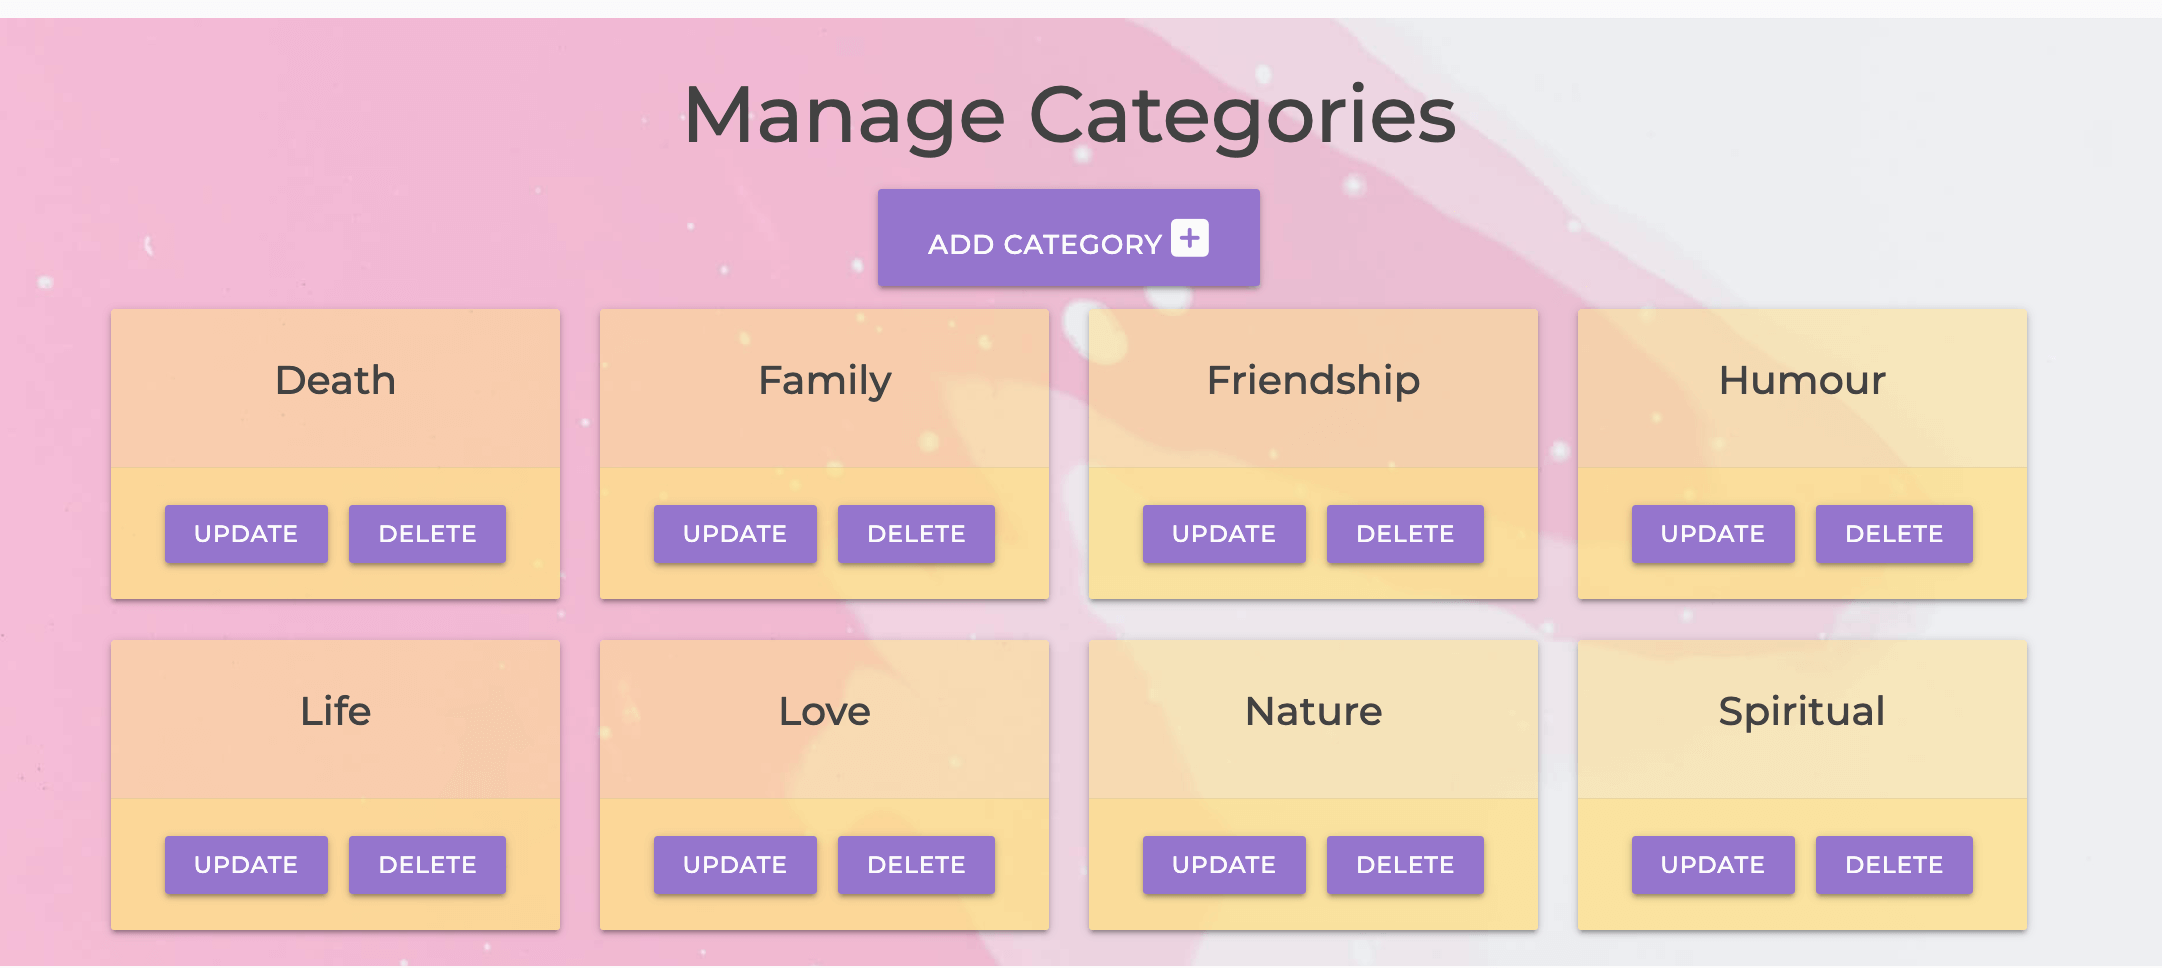 Manage Categories
ADD CATEGORY
Death
Family
Friendship
Humour
UPDATE DELETE
UPDATE DELETE
UPDATE DELETE
UPDATE DELETE
Life
Love
Nature
Spiritual
UPDATE DELETE
UPDATE DELETE
UPDATE DELETE
UPDATE DELETE